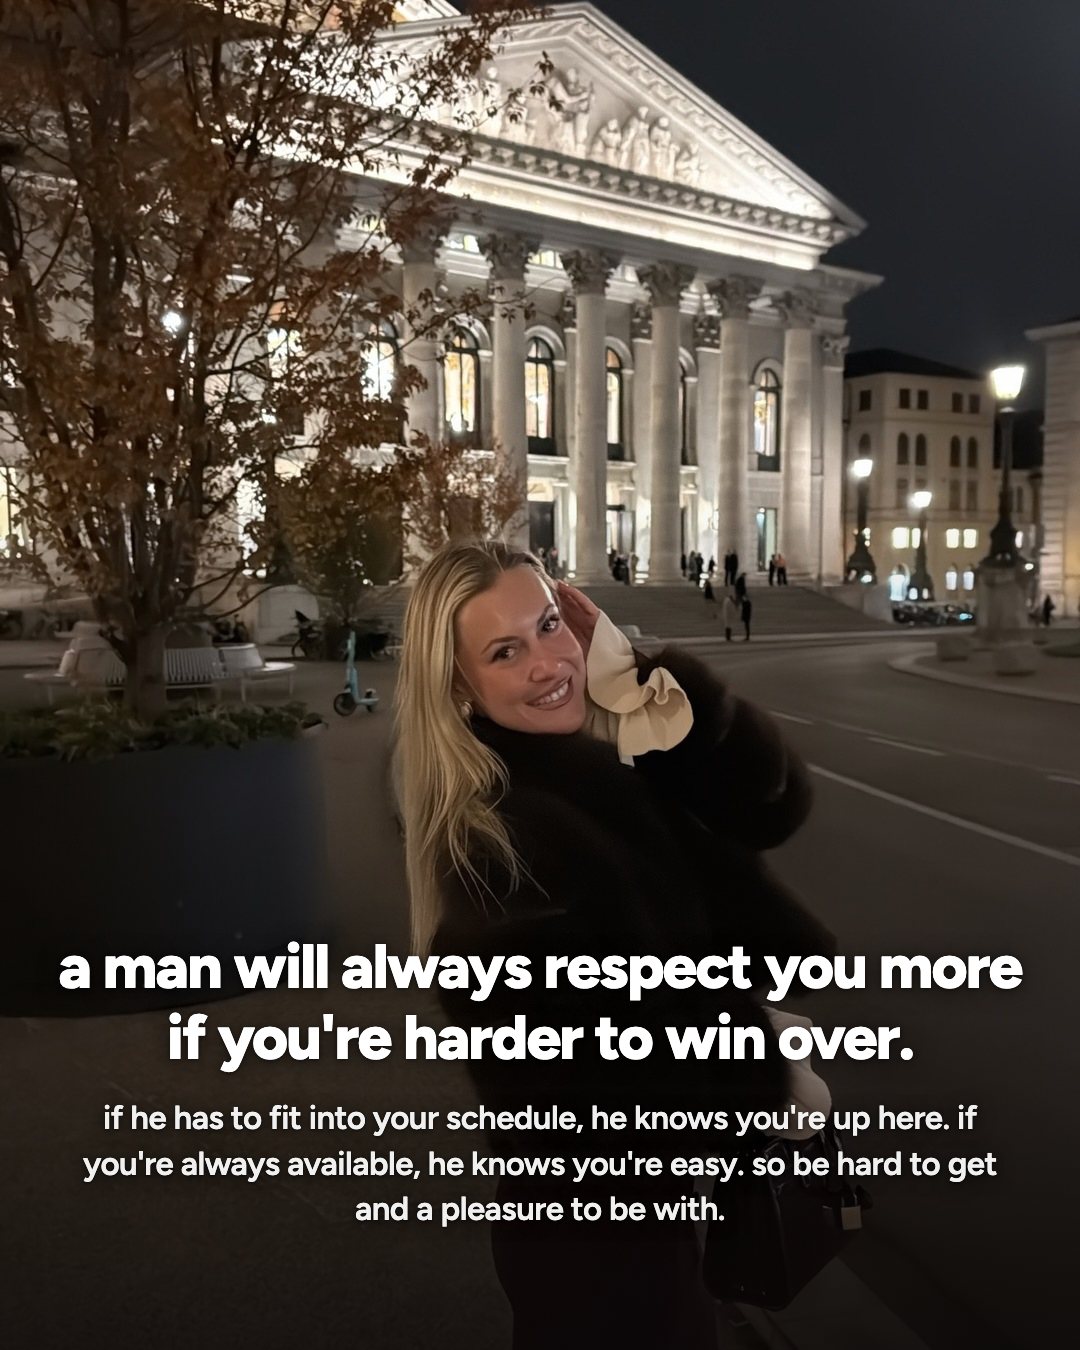 a man will always respect you more
if you're harder to win over.
if he has to fit into your schedule, he knows you're up here. if
you're always available, he knows you're easy. so be hard to get
and a pleasure to be with.